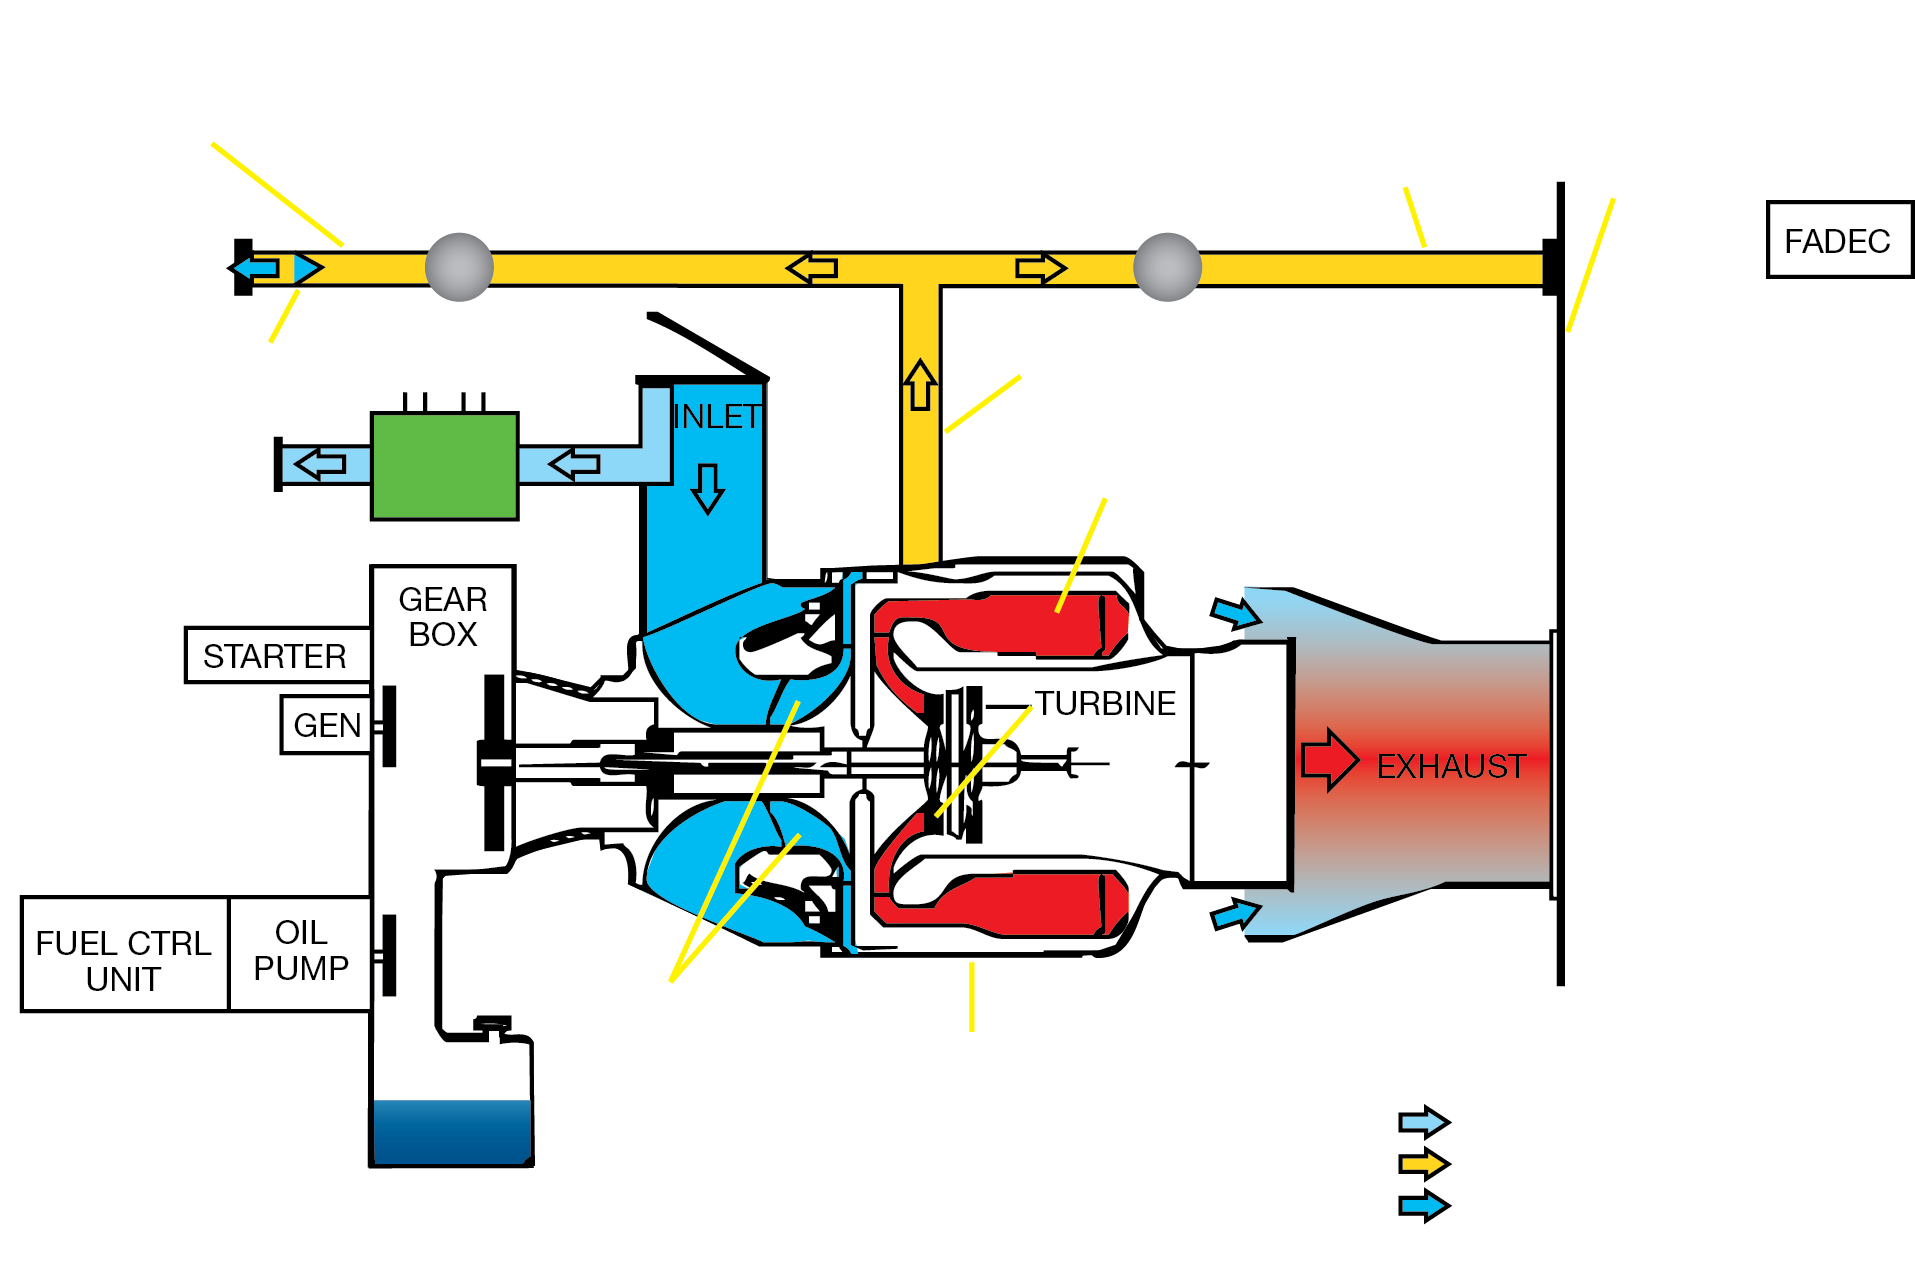 FADEC
INLET
GEAR
BOX
STARTER
GEN
TURBINE
EXHAUST
FUEL CTRL
UNIT
OIL
PUMP